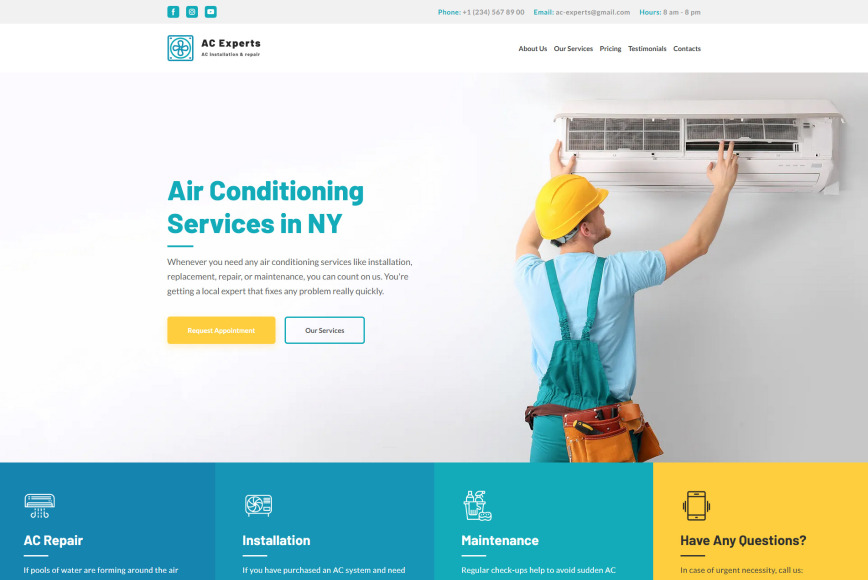 Phone: +1 (234) 567 89 00 Email: ac-experts@gmail.com Hours: 8 am - 8 pm
AC Experts
AC installation & repair
About Us Our Services Pricing Testimonials Contacts
Air Conditioning
Services in NY
Whenever you need any air conditioning services like installation,
replacement, repair, or maintenance, you can count on us. You're
getting a local expert that fixes any problem really quickly.
Request Appointment Our Services
AC Repair
If pools of water are forming around the air
Installation
If you have purchased an AC system and need
Maintenance
Regular check-ups help to avoid sudden AC
Have Any Questions?
In case of urgent necessity, call us: